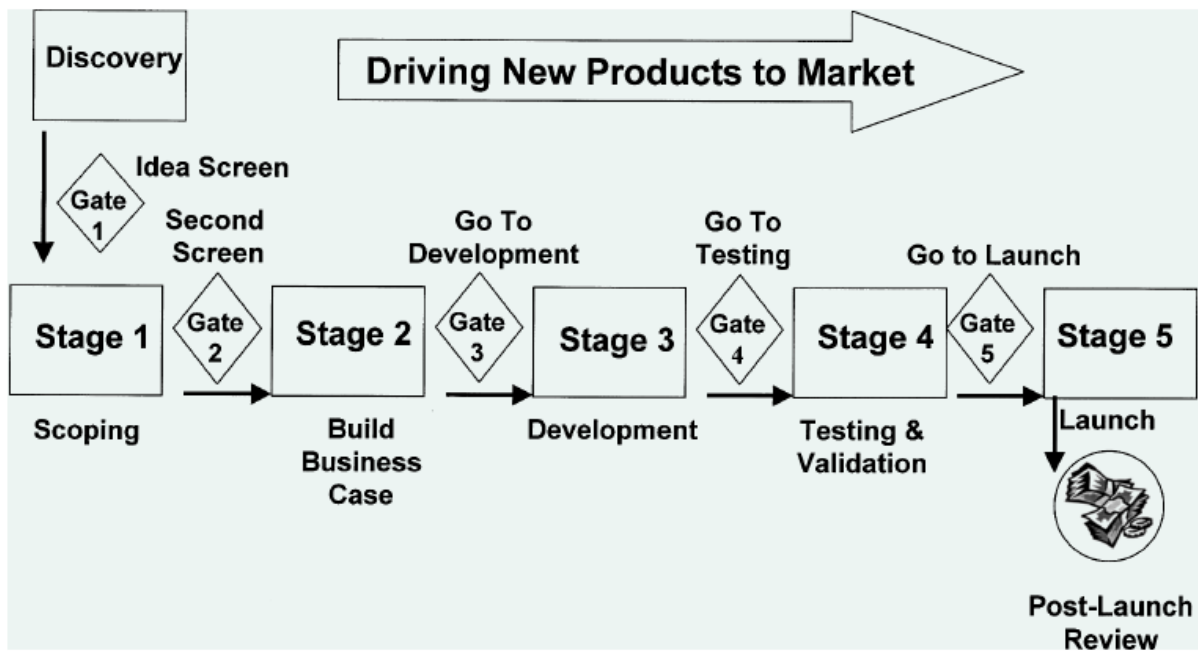 Discovery
Driving New Products to Market
Idea Screen
Gate
1
Second
Screen
Go To
Development
Go To
Testing
Go to Launch
Stage 1
Gate
2
Stage 2
Gate
3
Stage 3
Gate
4
Stage 4
Gate
5
Stage 5
Scoping
Build
Business
Case
Development
Testing &
Validation
Launch
Post-Launch
Review